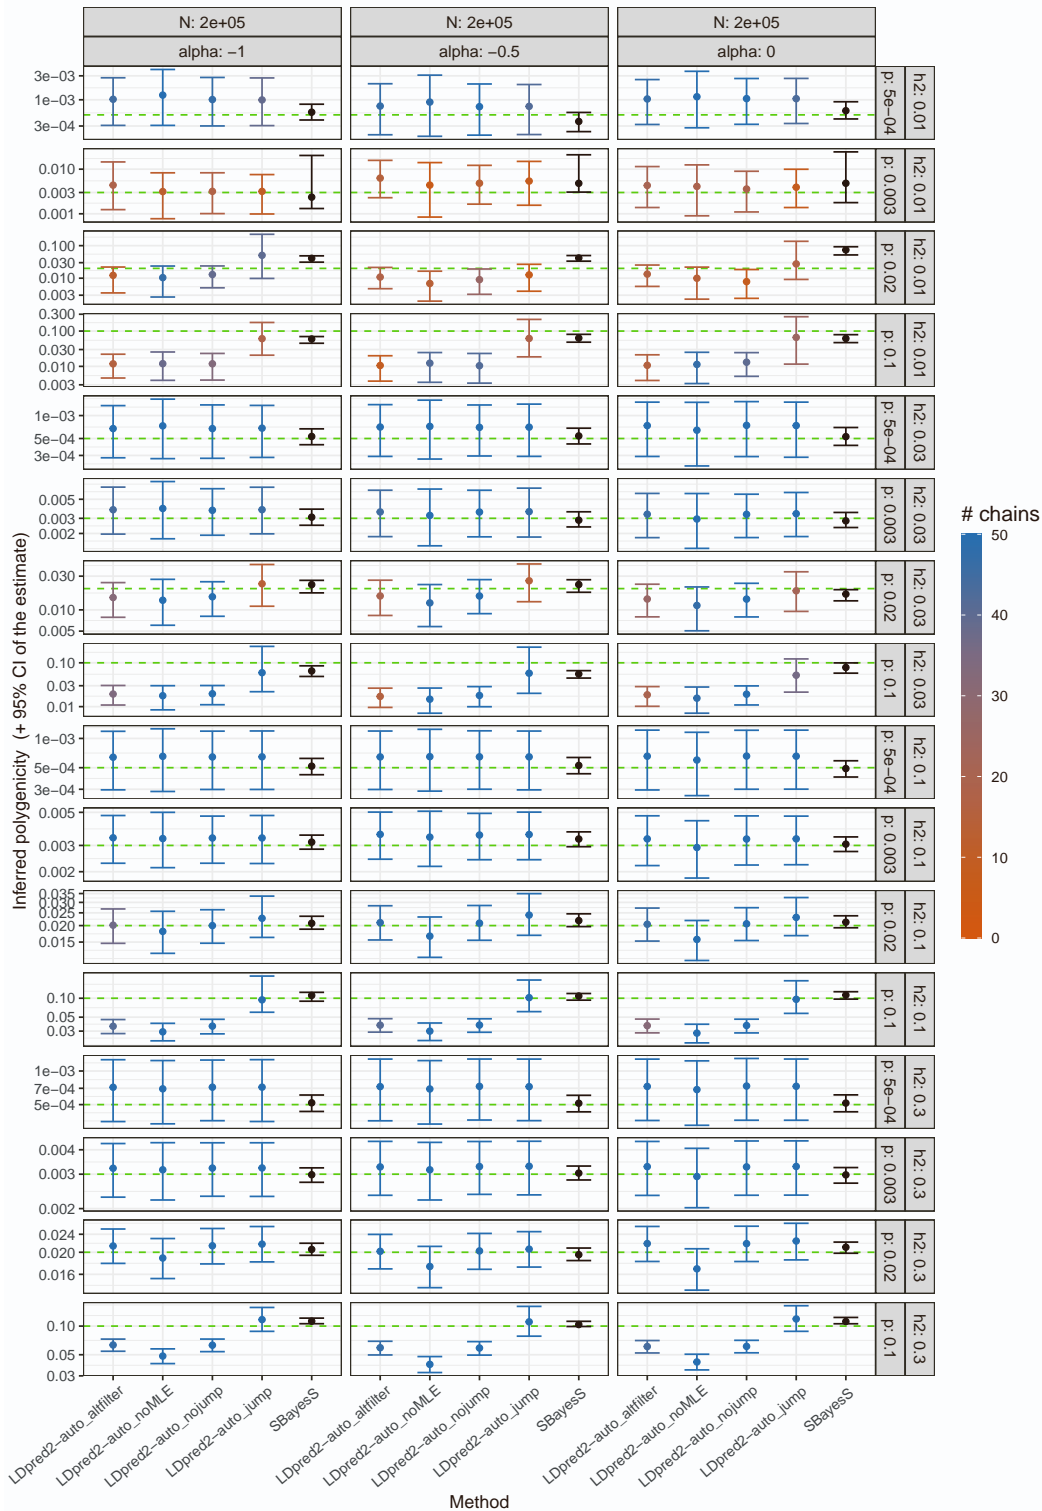 N: 2e+05
N: 2e+05
N: 2e+05
alpha: −1
alpha: −0.5
alpha: 0
3e−03
1e−03
3e−04
p: 5e−04
h2: 0.01
0.010
0.003
0.001
p: 0.003
h2: 0.01
0.100
0.030
0.010
0.003
p: 0.02
h2: 0.01
0.300
0.100
0.030
0.010
0.003
p: 0.1
h2: 0.01
1e−03
5e−04
3e−04
p: 5e−04
h2: 0.03
0.005
0.003
0.002
p: 0.003
h2: 0.03
0.030
0.010
0.005
p: 0.02
h2: 0.03
0.10
0.03
0.01
p: 0.1
h2: 0.03
1e−03
5e−04
3e−04
p: 5e−04
h2: 0.1
0.005
0.003
0.002
p: 0.003
h2: 0.1
0.035
0.025
0.020
0.015
p: 0.02
h2: 0.1
0.10
0.05
0.03
p: 0.1
h2: 0.1
1e−03
7e−04
5e−04
p: 5e−04
h2: 0.3
0.004
0.003
0.002
p: 0.003
h2: 0.3
0.024
0.020
0.016
p: 0.02
h2: 0.3
0.10
0.05
0.03
p: 0.1
h2: 0.3
Inferred polygenicity (+ 95% CI of the estimate)
LDpred2−auto_altfilter
LDpred2−auto_noMLE
LDpred2−auto_nojump
LDpred2−auto_jump
SBayesS
LDpred2−auto_altfilter
LDpred2−auto_noMLE
LDpred2−auto_nojump
LDpred2−auto_jump
SBayesS
LDpred2−auto_altfilter
LDpred2−auto_noMLE
LDpred2−auto_nojump
LDpred2−auto_jump
SBayesS
Method
# chains
50
40
30
20
10
0